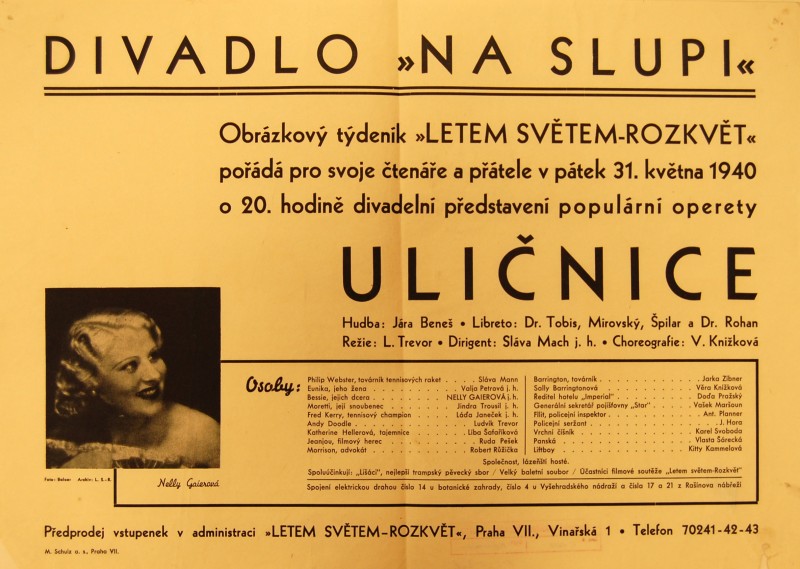 DIVADLO »NA SLUPI«
Obrázkový týdeník »LETEM SVĚTEM-ROZKVĚT«
pořádá pro svoje čtenáře a přátele v pátek 31. května 1940
o 20. hodině divadelní představení populární operety
ULIČNICE
Hudba: Jára Beneš • Libreto: Dr. Tobis, Mírovský, Špilar a Dr. Rohan
Režie: L. Trevor • Dirigent: Sláva Mach j. h. • Choreografie: V. Knížková
Osoby:
Philip Webster, továrník tennisových raket . . . Sláva Mann
Eunika, jeho žena . . . Valja Petrová j. h.
Bessie, jejich dcera . . . NELLY GAIEROVÁ j. h.
Moretti, její snoubenec . . . Jindra Trousil j. h.
Fred Kerry, tennisový champion . . . Láďa Janeček j. h.
Andy Doodle . . . Ludvík Trevor
Katherine Hellerová, tajemnice . . . Liba Šafaříková
Jeanjou, filmový herec . . . Ruda Pešek
Morrison, advokát . . . Robert Růžička
Barrington, továrník . . . Jarka Zibner
Sally Barringtonová . . . Věra Knížková
Ředitel hotelu „Imperial" . . . Doďa Pražský
Generální sekretář pojišťovny „Star" . . . Vašek Maršoun
Flit, policejní inspektor . . . Ant. Planner
Policejní seržant . . . J. Hora
Vrchní číšník . . . Karel Svoboda
Panská . . . Vlasta Šárecká
Liftboy . . . Kitty Kammelová
Společnost, lázeňští hosté.
Spoluúčinkují: „Lišáci", nejlepší trampský pěvecký sbor / Velký baletní soubor / Účastníci filmové soutěže „Letem světem-Rozkvět"
Spojení elektrickou drahou číslo 14 u botanické zahrady, číslo 4 u Vyšehradského nádraží a číslo 17 a 21 z Rašínova nábřeží
Foto: Balzar - Archiv: L. S.-R.
Nelly Gaierová
Předprodej vstupenek v administraci »LETEM SVĚTEM-ROZKVĚT«, Praha VII., Vinařská 1 • Telefon 70241-42-43
M. Schulz a. s., Praha VII.